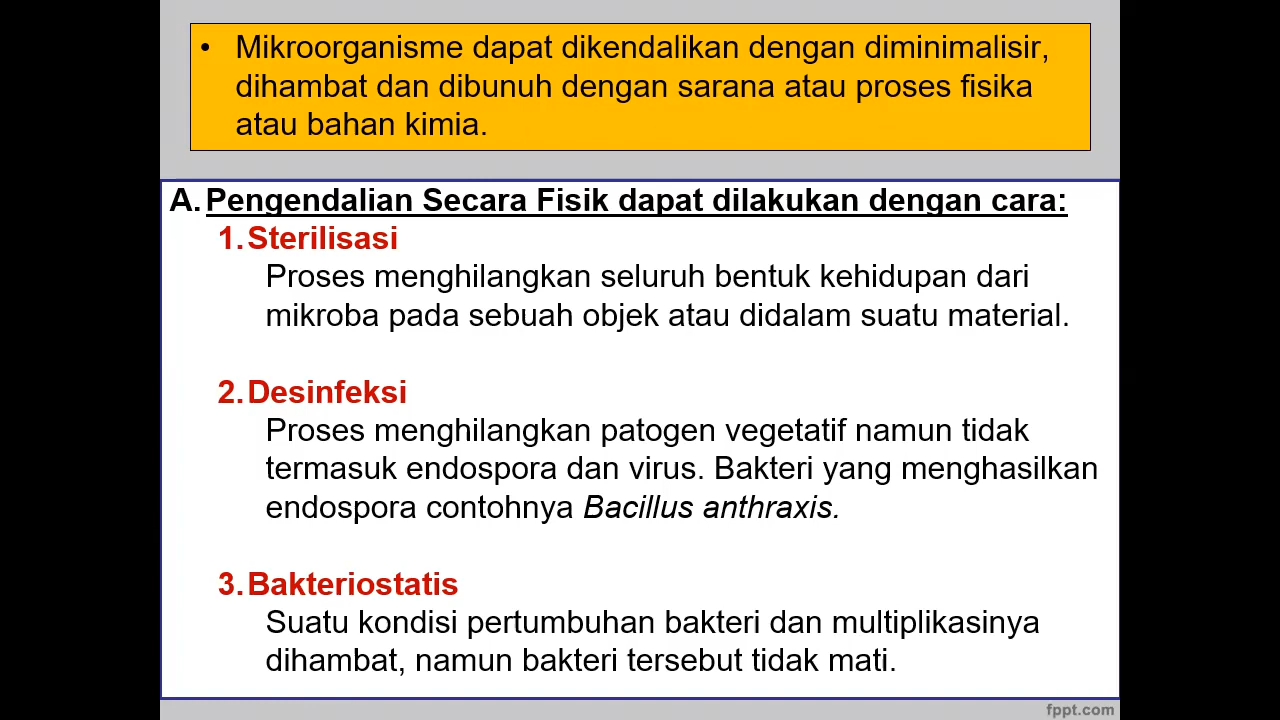 • Mikroorganisme dapat dikendalikan dengan diminimalisir,
dihambat dan dibunuh dengan sarana atau proses fisika
atau bahan kimia.
A. Pengendalian Secara Fisik dapat dilakukan dengan cara:
1. Sterilisasi
Proses menghilangkan seluruh bentuk kehidupan dari
mikroba pada sebuah objek atau didalam suatu material.
2. Desinfeksi
Proses menghilangkan patogen vegetatif namun tidak
termasuk endospora dan virus. Bakteri yang menghasilkan
endospora contohnya Bacillus anthraxis.
3. Bakteriostatis
Suatu kondisi pertumbuhan bakteri dan multiplikasinya
dihambat, namun bakteri tersebut tidak mati.
fppt.com